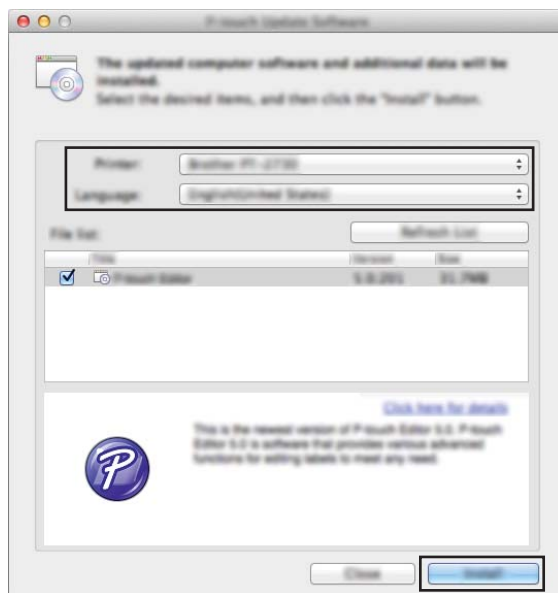 P-touch Update Software
The updated computer software and additional data will be
installed.
Select the desired items, and then click the "Install" button.
Printer: Brother PT-2730
Language: English(United States)
File list: Refresh List
Title Version Size
P-touch Editor 5.0.201 31.7MB
Click here for details
This is the newest version of P-touch Editor 5.0. P-touch
Editor 5.0 is software that provides various advanced
functions for editing labels to meet any need.
P
Close Install